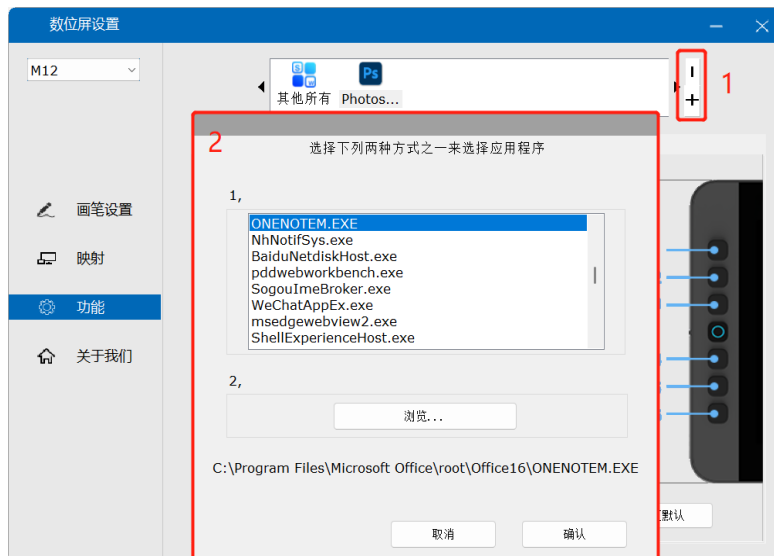 数位屏设置
M12
Ps
其他所有
Photos...
1
画笔设置
映射
功能
关于我们
2
选择下列两种方式之一来选择应用程序
1,
ONENOTEM.EXE
NhNotifSys.exe
BaiduNetdiskHost.exe
pddwebworkbench.exe
SogouImeBroker.exe
WeChatAppEx.exe
msedgewebview2.exe
ShellExperienceHost.exe
2,
浏览...
C:\Program Files\Microsoft Office\root\Office16\ONENOTEM.EXE
取消
确认
默认